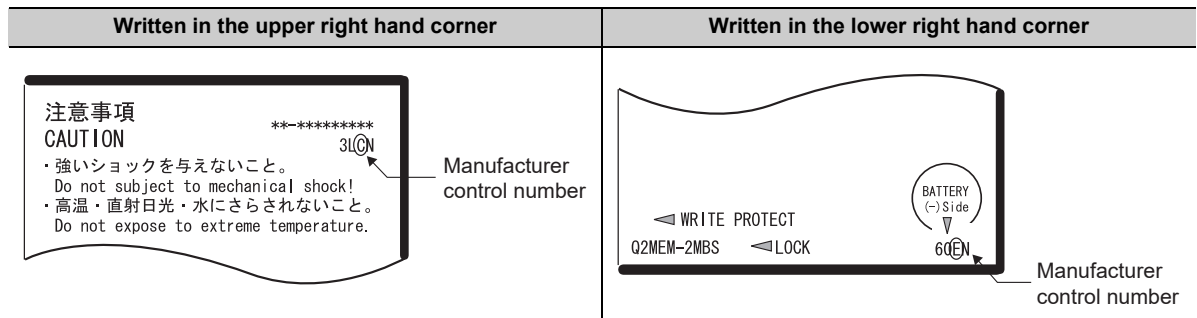 Written in the upper right hand corner
Written in the lower right hand corner
注意事項
CAUTION
**-*********
3LCN
・強いショックを与えないこと。
Do not subject to mechanical shock!
・高温・直射日光・水にさらされないこと。
Do not expose to extreme temperature.
Manufacturer
control number
BATTERY
(-)Side
WRITE PROTECT
Q2MEM-2MBS
LOCK
60EN
Manufacturer
control number